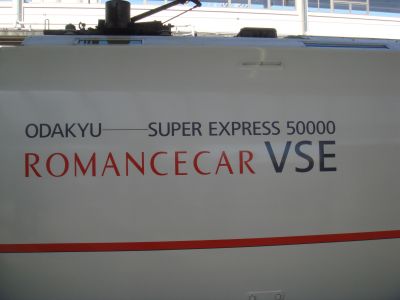 ODAKYU——SUPER EXPRESS 50000
ROMANCECAR VSE